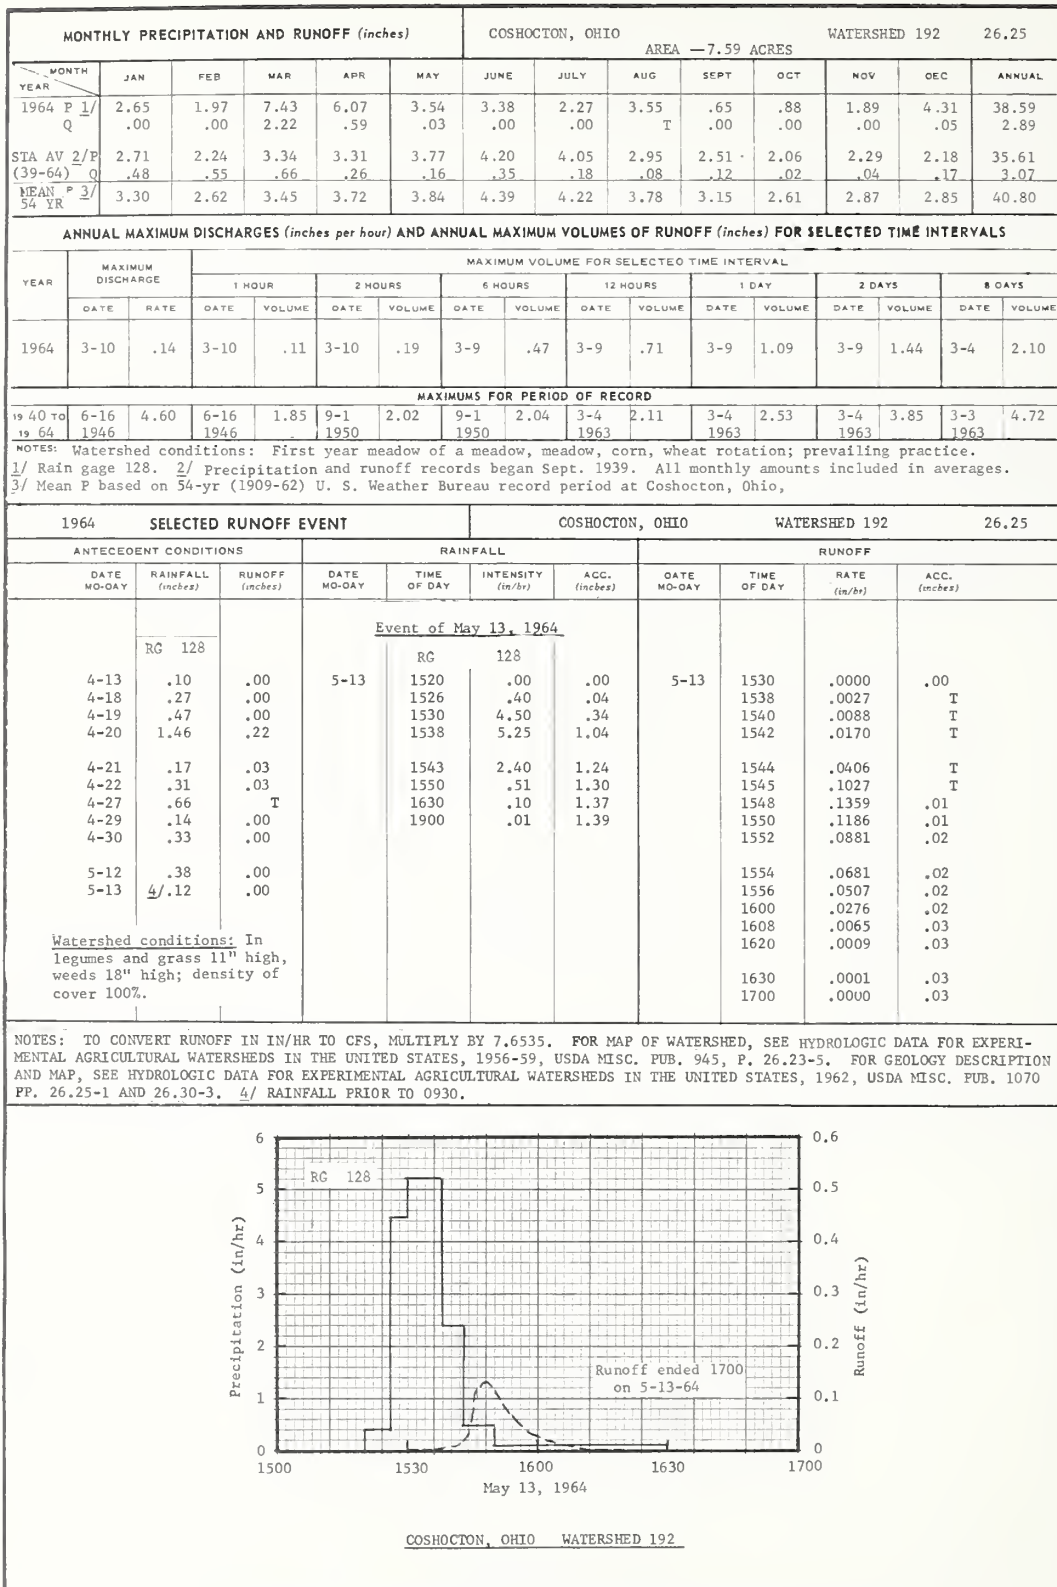 MONTHLY PRECIPITATION AND RUNOFF (inches) COSHOCTON, OHIO WATERSHED 192 26.25
AREA —7.59 ACRES
MONTH YEAR JAN FEB MAR APR MAY JUNE JULY AUG SEPT OCT NOV DEC ANNUAL
1964 P 1/ 2.65 1.97 7.43 6.07 3.54 3.38 2.27 3.55 .65 .88 1.89 4.31 38.59
Q .00 .00 2.22 .59 .03 .00 .00 T .00 .00 .00 .05 2.89
STA AV 2/P 2.71 2.24 3.34 3.31 3.77 4.20 4.05 2.95 2.51 2.06 2.29 2.18 35.61
(39-64) Q .48 .55 .66 .26 .16 .35 .18 .08 .12 .02 .04 .17 3.07
MEAN P 3/ 54 YR 3.30 2.62 3.45 3.72 3.84 4.39 4.22 3.78 3.15 2.61 2.87 2.85 40.80
ANNUAL MAXIMUM DISCHARGES (inches per hour) AND ANNUAL MAXIMUM VOLUMES OF RUNOFF (inches) FOR SELECTED TIME INTERVALS
YEAR MAXIMUM DISCHARGE MAXIMUM VOLUME FOR SELECTED TIME INTERVAL
1 HOUR 2 HOURS 6 HOURS 12 HOURS 1 DAY 2 DAYS 8 DAYS
DATE RATE DATE VOLUME DATE VOLUME DATE VOLUME DATE VOLUME DATE VOLUME DATE VOLUME DATE VOLUME
1964 3-10 .14 3-10 .11 3-10 .19 3-9 .47 3-9 .71 3-9 1.09 3-9 1.44 3-4 2.10
MAXIMUMS FOR PERIOD OF RECORD
19 40 TO 6-16 4.60 6-16 1.85 9-1 2.02 9-1 2.04 3-4 2.11 3-4 2.53 3-4 3.85 3-3 4.72
19 64 1946 1946 1950 1950 1963 1963 1963 1963
NOTES: Watershed conditions: First year meadow of a meadow, meadow, corn, wheat rotation; prevailing practice.
1/ Rain gage 128. 2/ Precipitation and runoff records began Sept. 1939. All monthly amounts included in averages.
3/ Mean P based on 54-yr (1909-62) U. S. Weather Bureau record period at Coshocton, Ohio,
1964 SELECTED RUNOFF EVENT COSHOCTON, OHIO WATERSHED 192 26.25
ANTECEDENT CONDITIONS RAINFALL RUNOFF
DATE MO-DAY RAINFALL (inches) RUNOFF (inches) DATE MO-DAY TIME OF DAY INTENSITY (in/hr) ACC. (inches) DATE MO-DAY TIME OF DAY RATE (in/hr) ACC. (inches)
Event of May 13, 1964
RG 128 RG 128
4-13 .10 .00 5-13 1520 .00 .00 5-13 1530 .0000 .00
4-18 .27 .00 1526 .40 .04 1538 .0027 T
4-19 .47 .00 1530 4.50 .34 1540 .0088 T
4-20 1.46 .22 1538 5.25 1.04 1542 .0170 T
4-21 .17 .03 1543 2.40 1.24 1544 .0406 T
4-22 .31 .03 1550 .51 1.30 1545 .1027 T
4-27 .66 T 1630 .10 1.37 1548 .1359 .01
4-29 .14 .00 1900 .01 1.39 1550 .1186 .01
4-30 .33 .00 1552 .0881 .02
5-12 .38 .00 1554 .0681 .02
5-13 4/.12 .00 1556 .0507 .02
1600 .0276 .02
1608 .0065 .03
1620 .0009 .03
1630 .0001 .03
1700 .0000 .03
Watershed conditions: In
legumes and grass 11" high,
weeds 18" high; density of
cover 100%.
NOTES: TO CONVERT RUNOFF IN IN/HR TO CFS, MULTIPLY BY 7.6535. FOR MAP OF WATERSHED, SEE HYDROLOGIC DATA FOR EXPERI-
MENTAL AGRICULTURAL WATERSHEDS IN THE UNITED STATES, 1956-59, USDA MISC. PUB. 945, P. 26.23-5. FOR GEOLOGY DESCRIPTION
AND MAP, SEE HYDROLOGIC DATA FOR EXPERIMENTAL AGRICULTURAL WATERSHEDS IN THE UNITED STATES, 1962, USDA MISC. PUB. 1070
PP. 26.25-1 AND 26.30-3. 4/ RAINFALL PRIOR TO 0930.
6 0.6
RG 128
5 0.5
4 0.4
3 0.3
2 0.2
1 0.1
0 0
Precipitation (in/hr)
Runoff (in/hr)
Runoff ended 1700
on 5-13-64
1500 1530 1600 1630 1700
May 13, 1964
COSHOCTON, OHIO WATERSHED 192